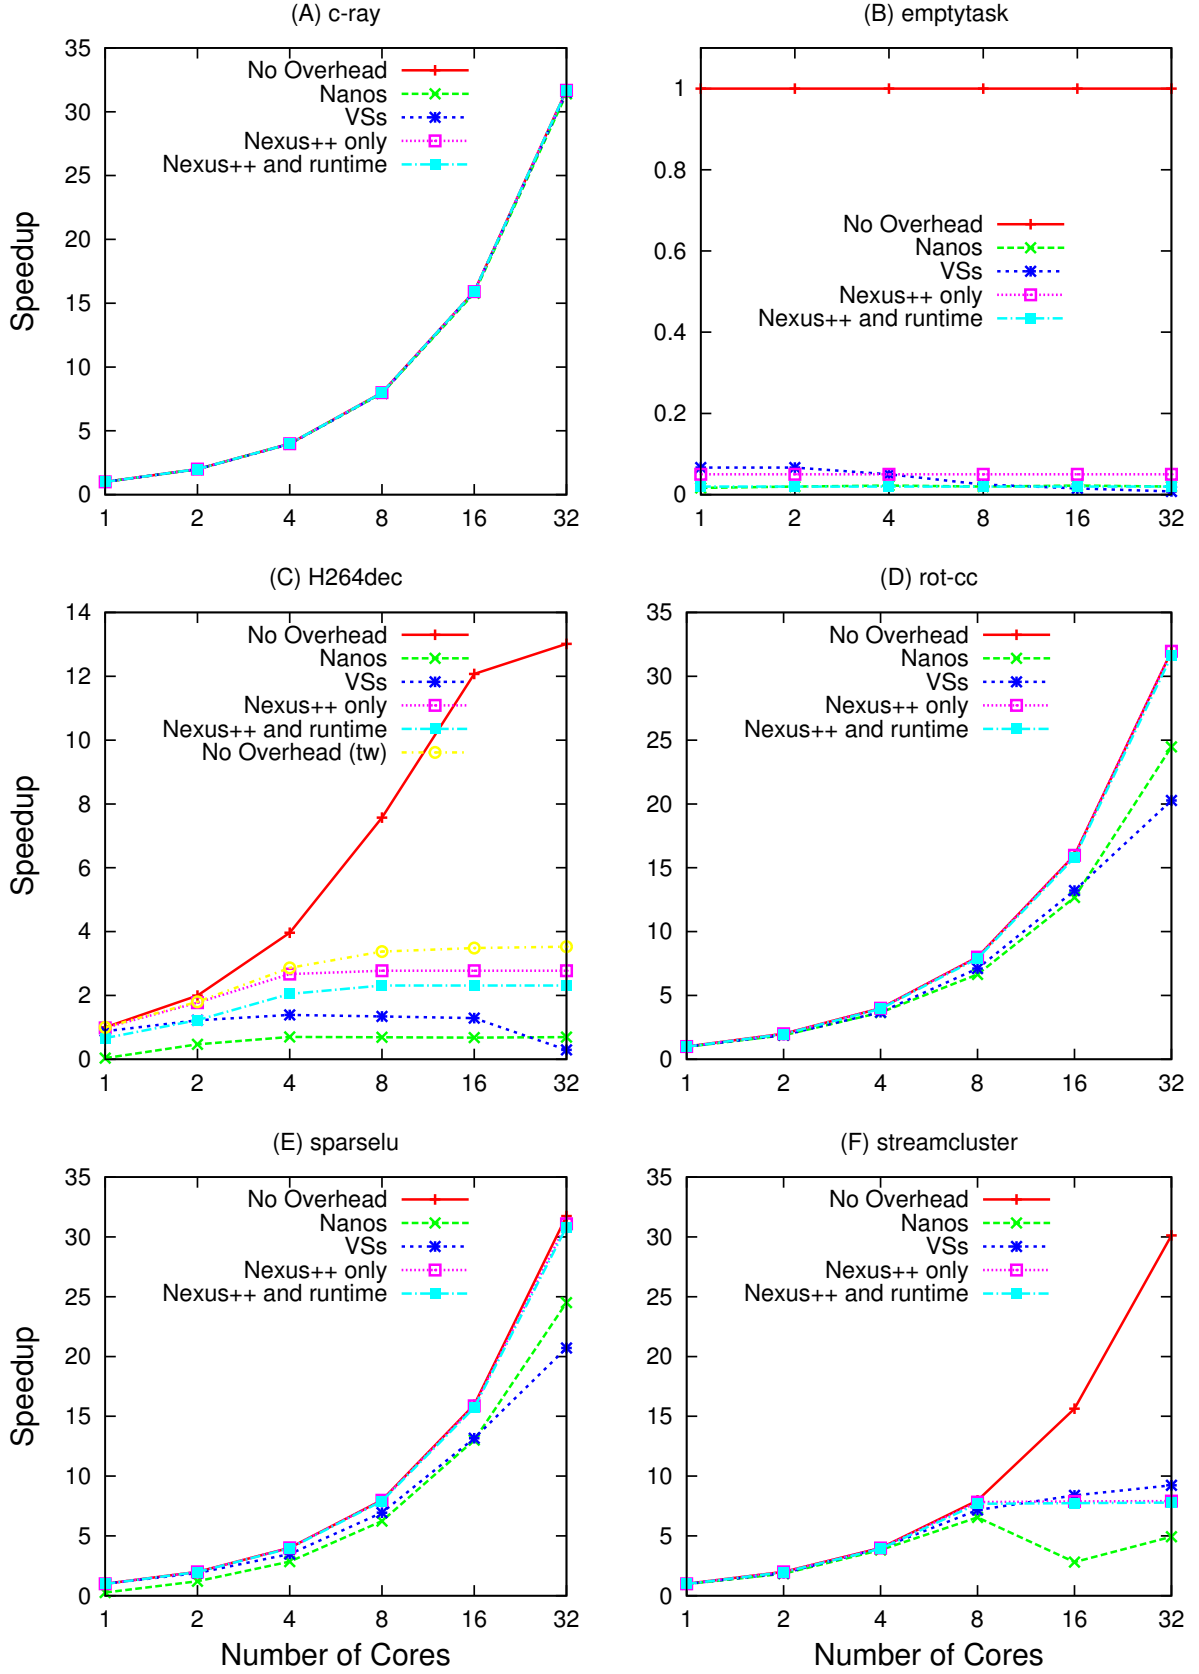 (A) c-ray
35
30
25
20
15
10
5
0
1 2 4 8 16 32
Speedup
No Overhead
Nanos
VSs
Nexus++ only
Nexus++ and runtime
(B) emptytask
1
0.8
0.6
0.4
0.2
0
1 2 4 8 16 32
No Overhead
Nanos
VSs
Nexus++ only
Nexus++ and runtime
(C) H264dec
14
12
10
8
6
4
2
0
1 2 4 8 16 32
Speedup
No Overhead
Nanos
VSs
Nexus++ only
Nexus++ and runtime
No Overhead (tw)
(D) rot-cc
35
30
25
20
15
10
5
0
1 2 4 8 16 32
No Overhead
Nanos
VSs
Nexus++ only
Nexus++ and runtime
(E) sparselu
35
30
25
20
15
10
5
0
1 2 4 8 16 32
Speedup
Number of Cores
No Overhead
Nanos
VSs
Nexus++ only
Nexus++ and runtime
(F) streamcluster
35
30
25
20
15
10
5
0
1 2 4 8 16 32
Number of Cores
No Overhead
Nanos
VSs
Nexus++ only
Nexus++ and runtime